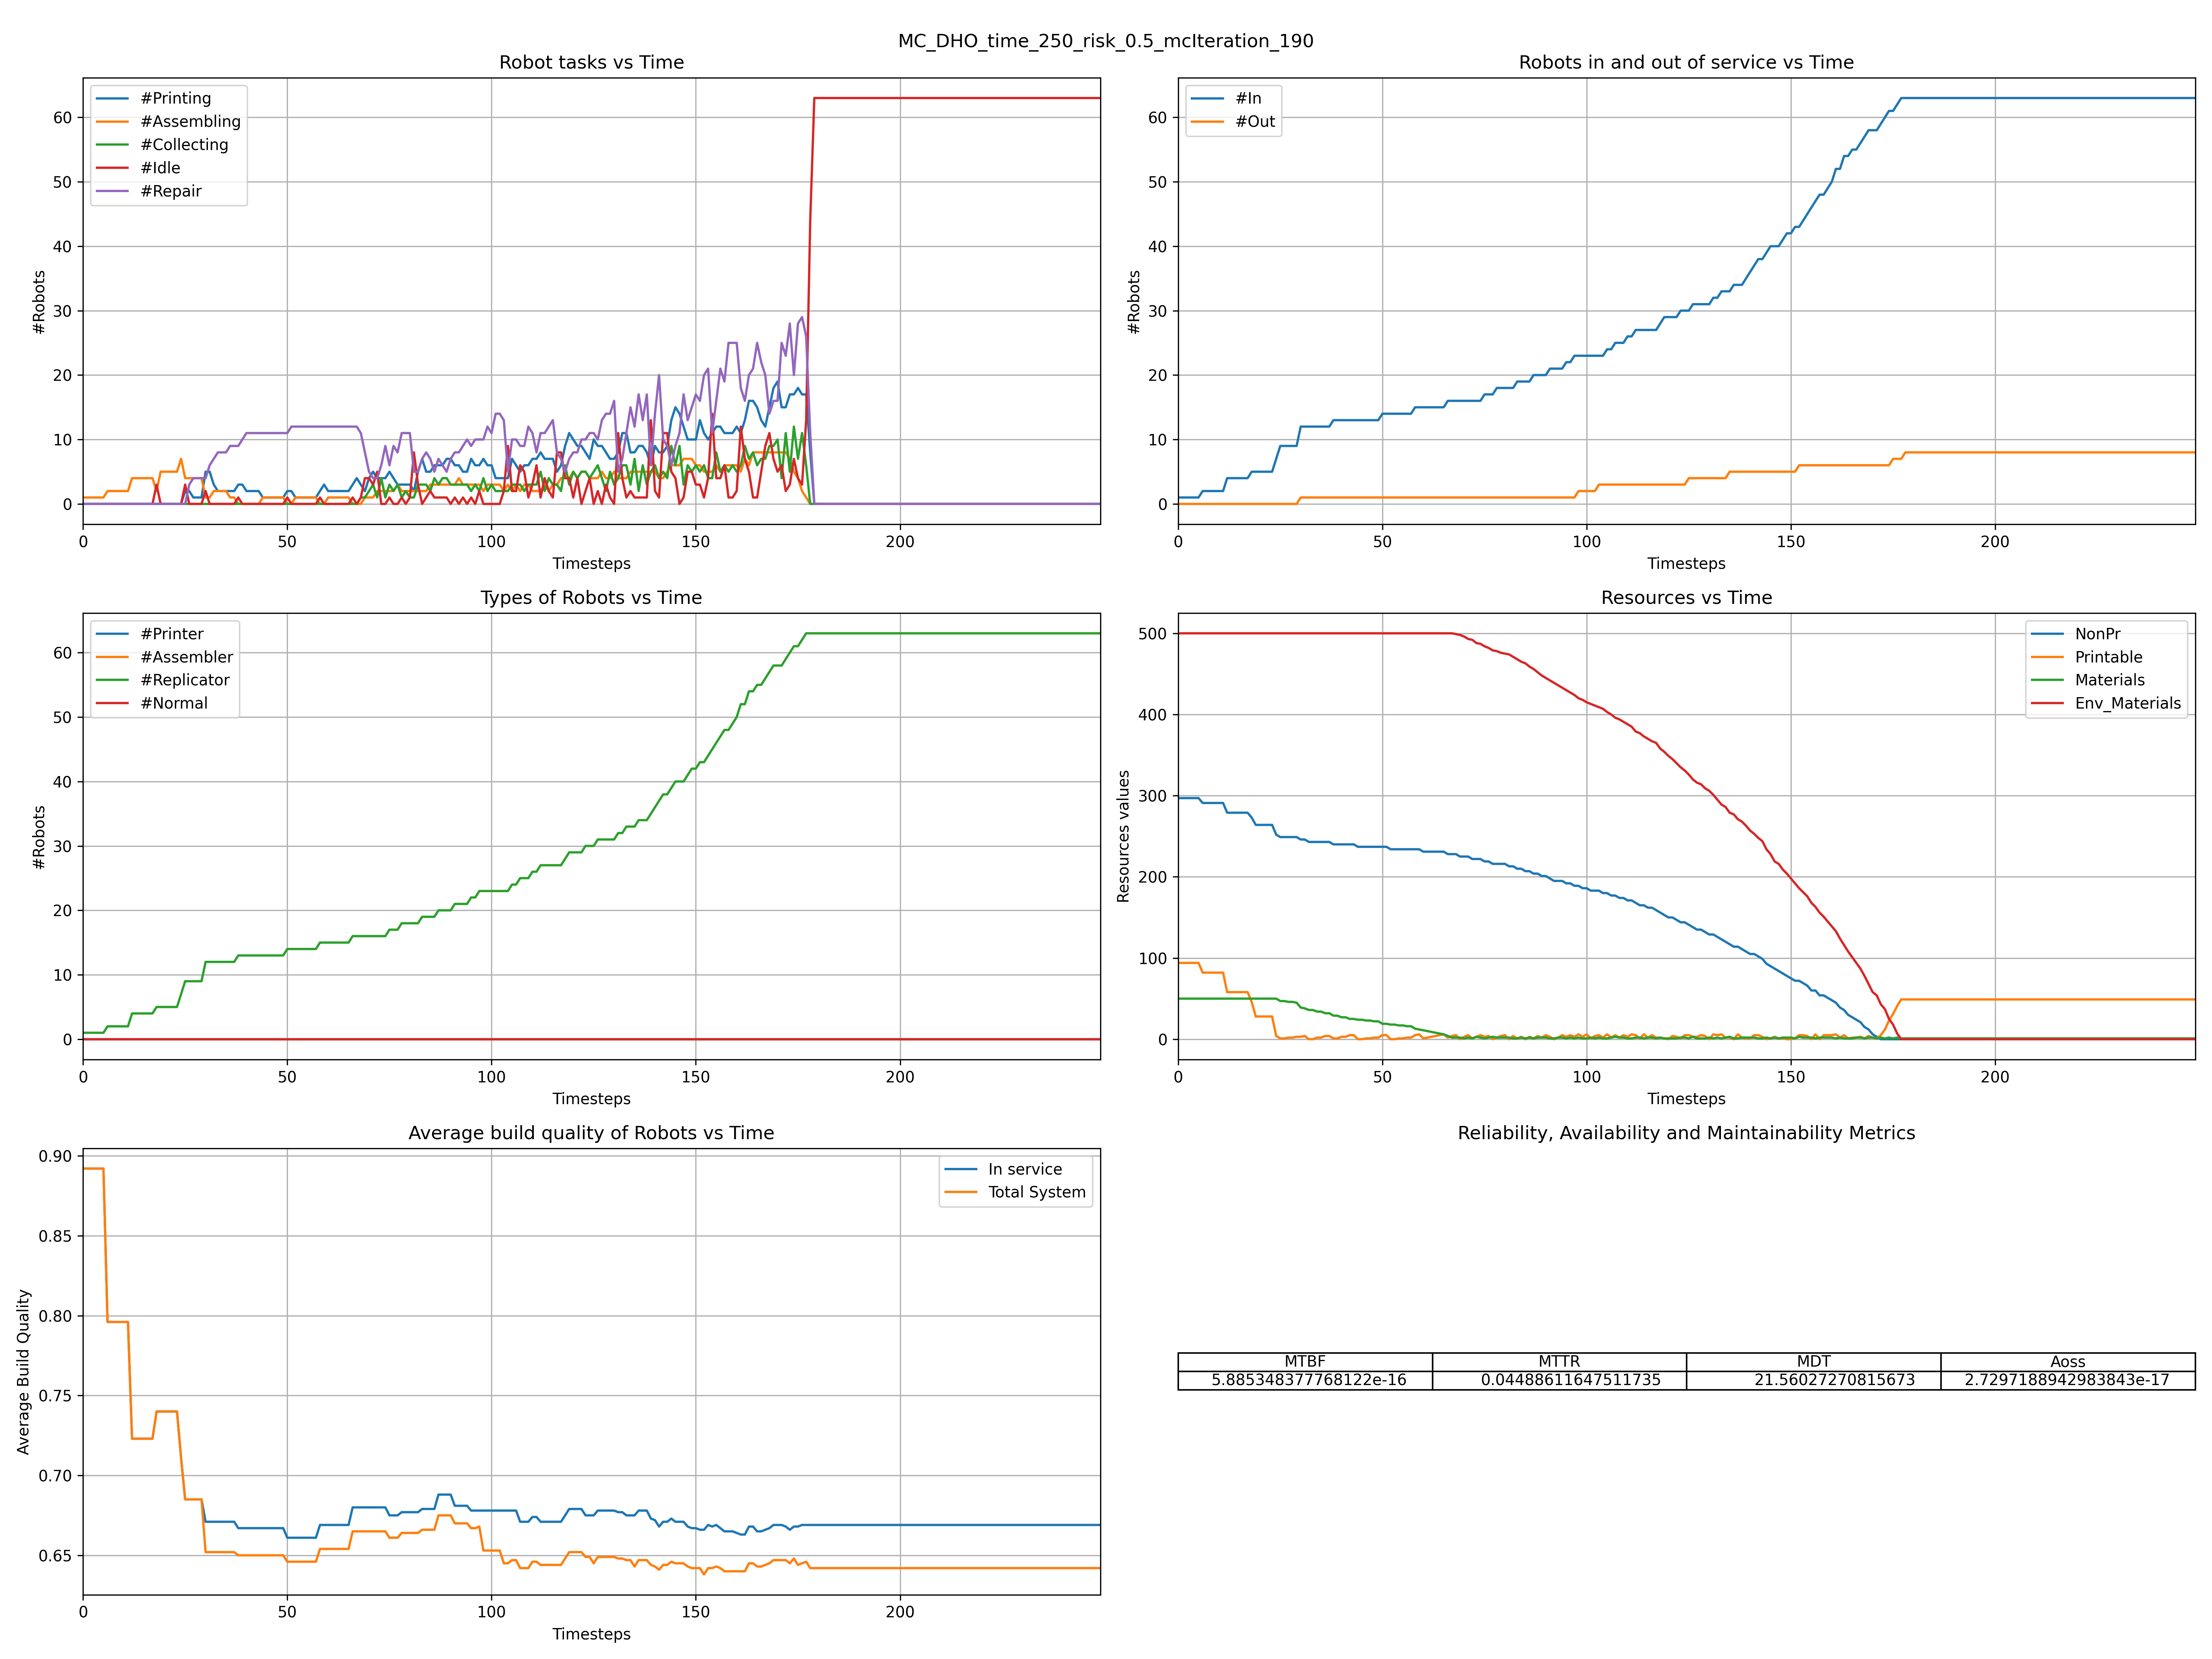 MC_DHO_time_250_risk_0.5_mcIteration_190
Robot tasks vs Time
#Printing
#Assembling
#Collecting
#Idle
#Repair
60
50
40
30
20
10
0
#Robots
0 50 100 150 200
Timesteps
Robots in and out of service vs Time
#In
#Out
60
50
40
30
20
10
0
#Robots
0 50 100 150 200
Timesteps
Types of Robots vs Time
#Printer
#Assembler
#Replicator
#Normal
60
50
40
30
20
10
0
#Robots
0 50 100 150 200
Timesteps
Resources vs Time
NonPr
Printable
Materials
Env_Materials
500
400
300
200
100
0
Resources values
0 50 100 150 200
Timesteps
Average build quality of Robots vs Time
In service
Total System
0.90
0.85
0.80
0.75
0.70
0.65
Average Build Quality
0 50 100 150 200
Timesteps
Reliability, Availability and Maintainability Metrics
MTBF MTTR MDT Aoss
5.885348377768122e-16 0.04488611647511735 21.56027270815673 2.7297188942983843e-17